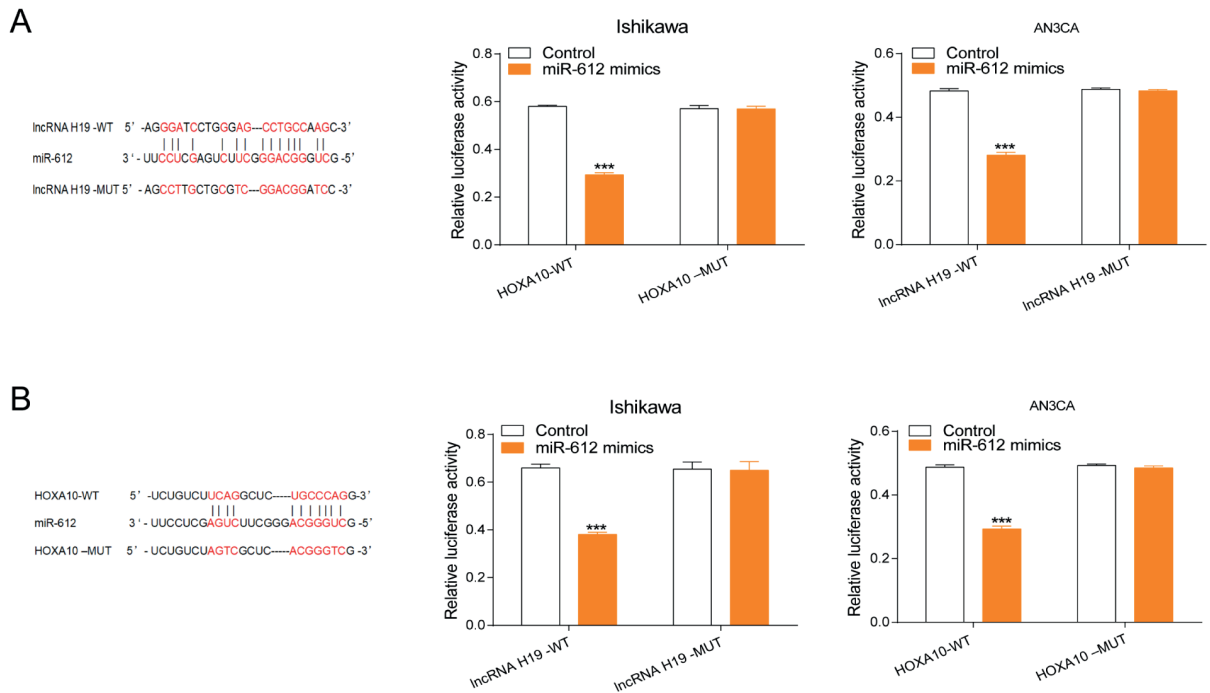 A
lncRNA H19 -WT 5' -AGGGATCCTGGGAG---CCTGCCAAGC-3'
miR-612 3 '- UUCCUCGAGUCUUCGGGACGGGUCG -5'
lncRNA H19 -MUT 5' -AGCCTTGCTGCGTC ---GGACGGATCC -3'
Ishikawa
Control
miR-612 mimics
Relative luciferase activity
0.8
0.6
0.4
0.2
0.0
***
HOXA10-WT
HOXA10 –MUT
AN3CA
Control
miR-612 mimics
Relative luciferase activity
0.6
0.4
0.2
0.0
***
lncRNA H19 -WT
lncRNA H19 -MUT
B
HOXA10-WT 5' -UCUGUCUUCAGGCUC-----UGCCCAGG-3'
miR-612 3 '- UUCCUCGAGUCUUCGGGACGGGUCG -5'
HOXA10 –MUT 5' -UCUGUCUAGTCGCUC-----ACGGGTCG -3'
Ishikawa
Control
miR-612 mimics
Relative luciferase activity
0.8
0.6
0.4
0.2
0.0
***
lncRNA H19 -WT
lncRNA H19 -MUT
AN3CA
Control
miR-612 mimics
Relative luciferase activity
0.6
0.4
0.2
0.0
***
HOXA10-WT
HOXA10 –MUT